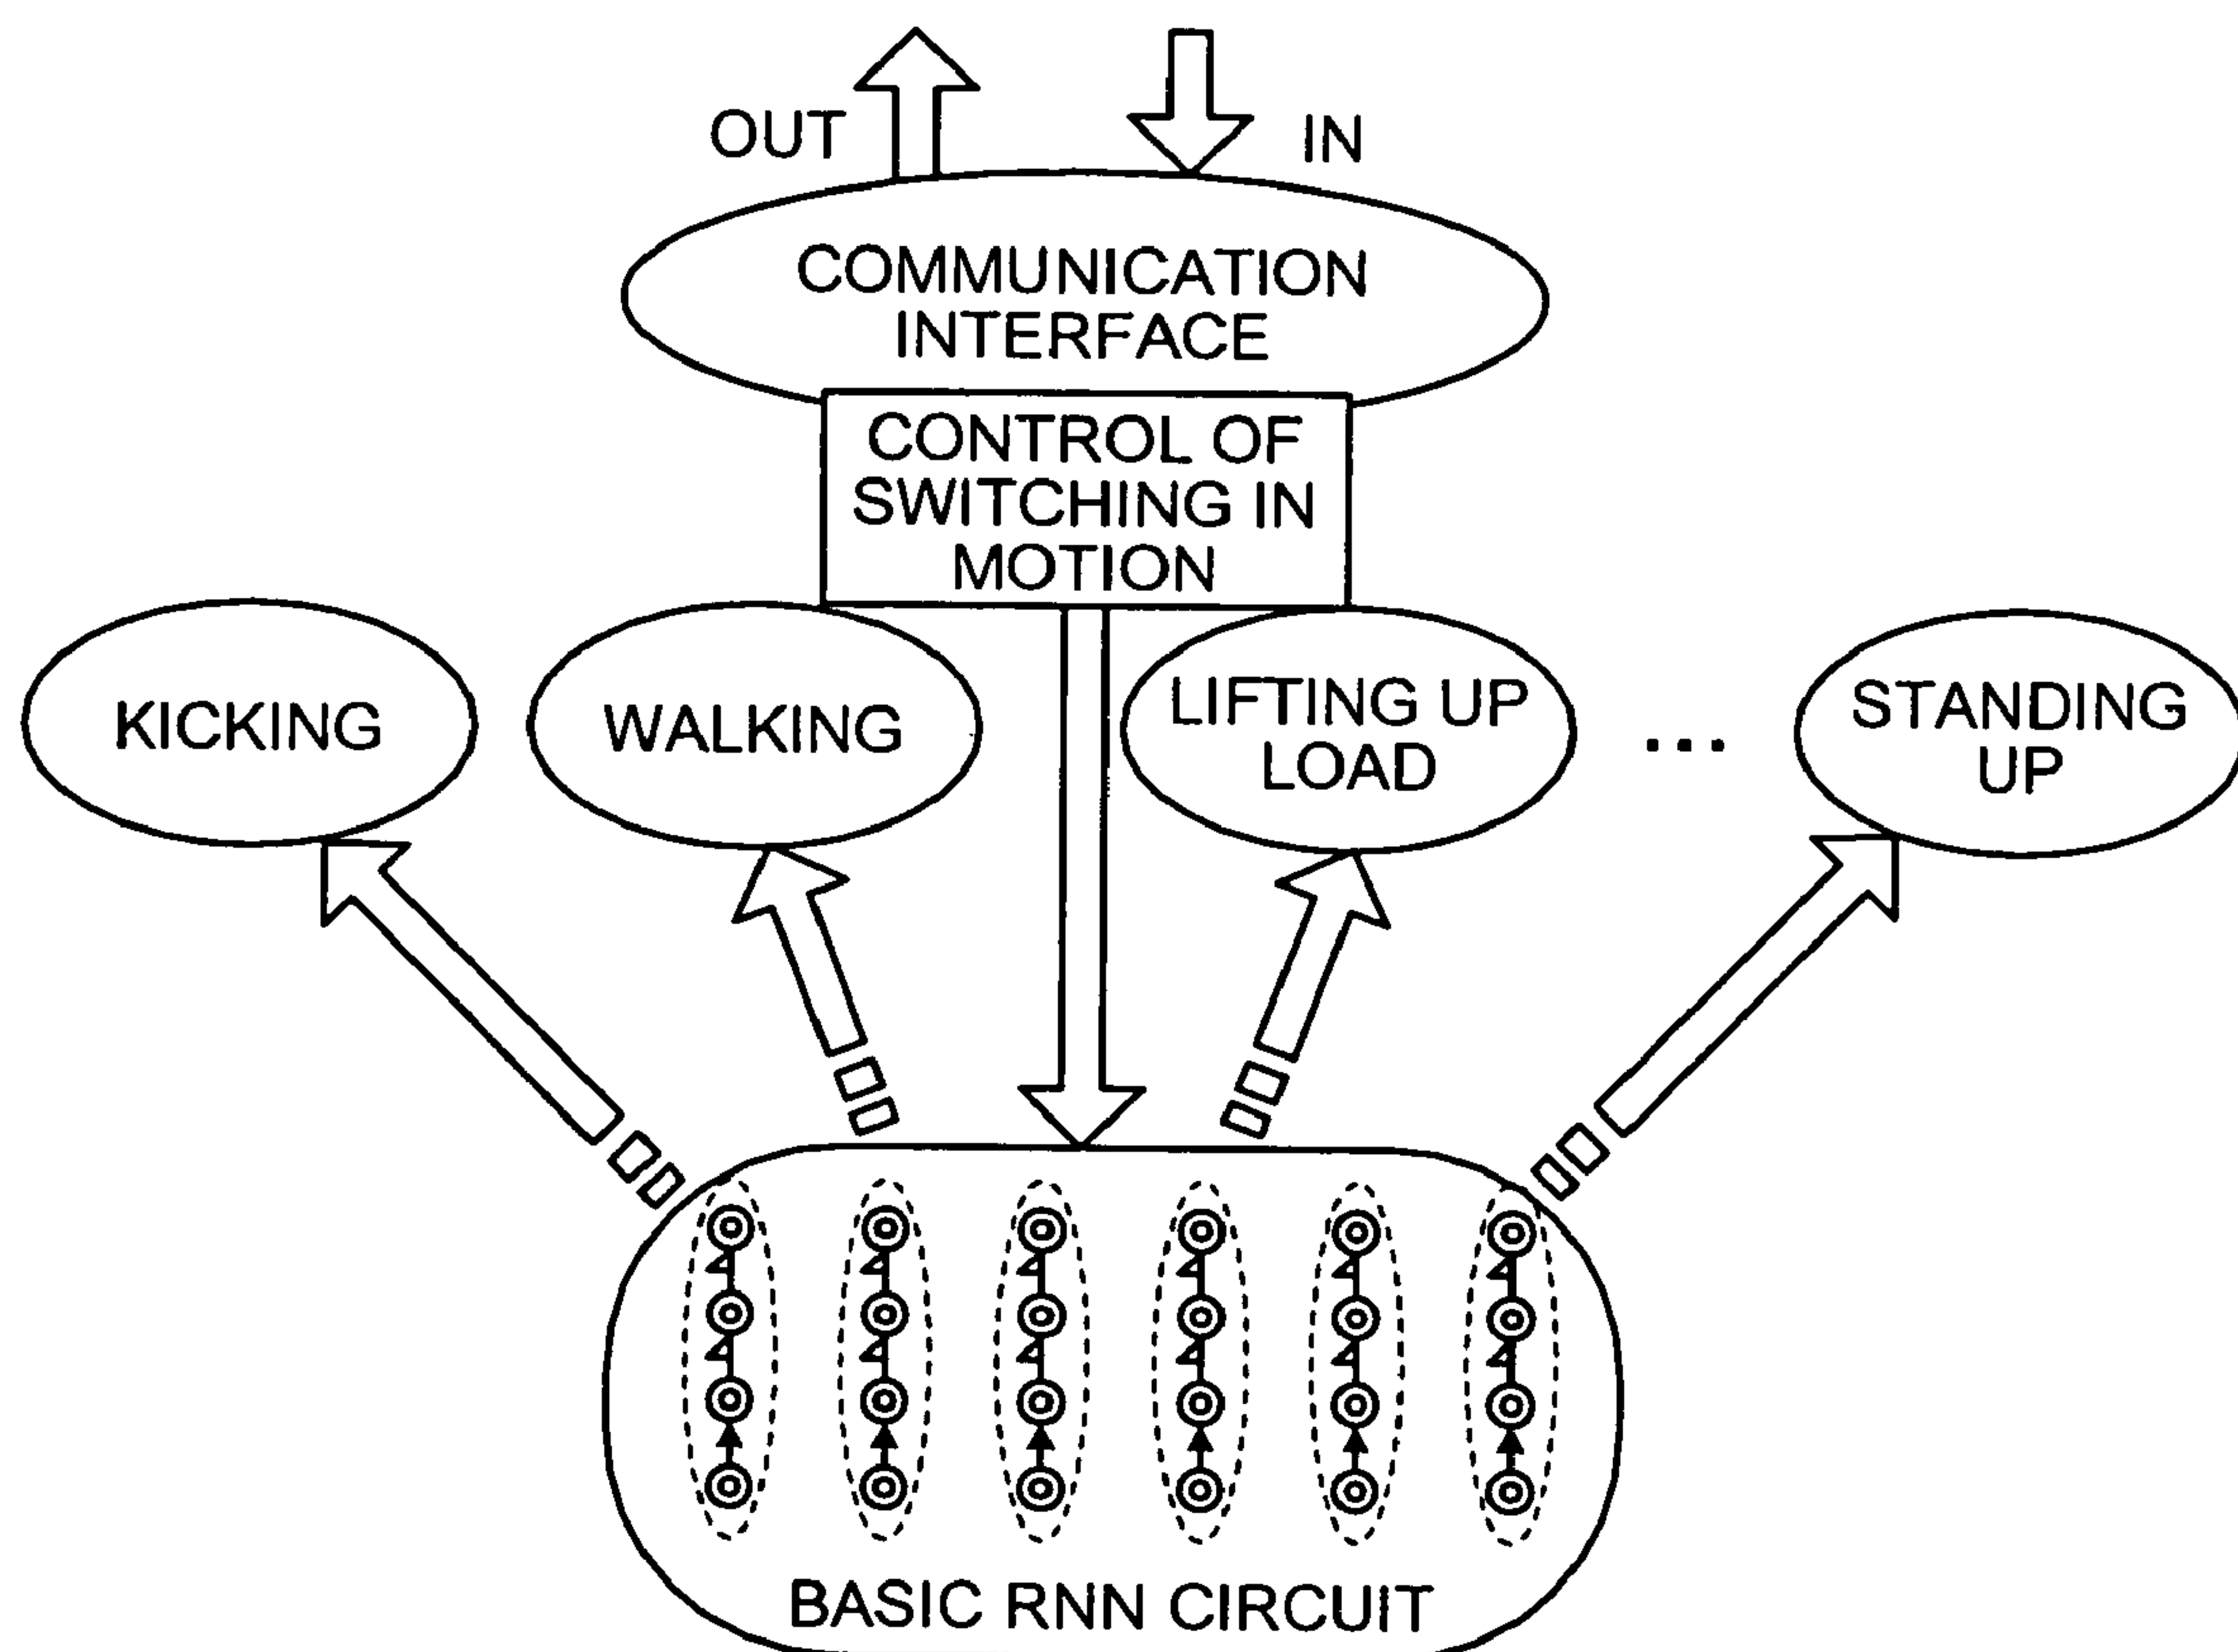 OUT
IN
COMMUNICATION
INTERFACE
CONTROL OF
SWITCHING IN
MOTION
KICKING
WALKING
LIFTING UP
LOAD
...
STANDING
UP
BASIC RNN CIRCUIT